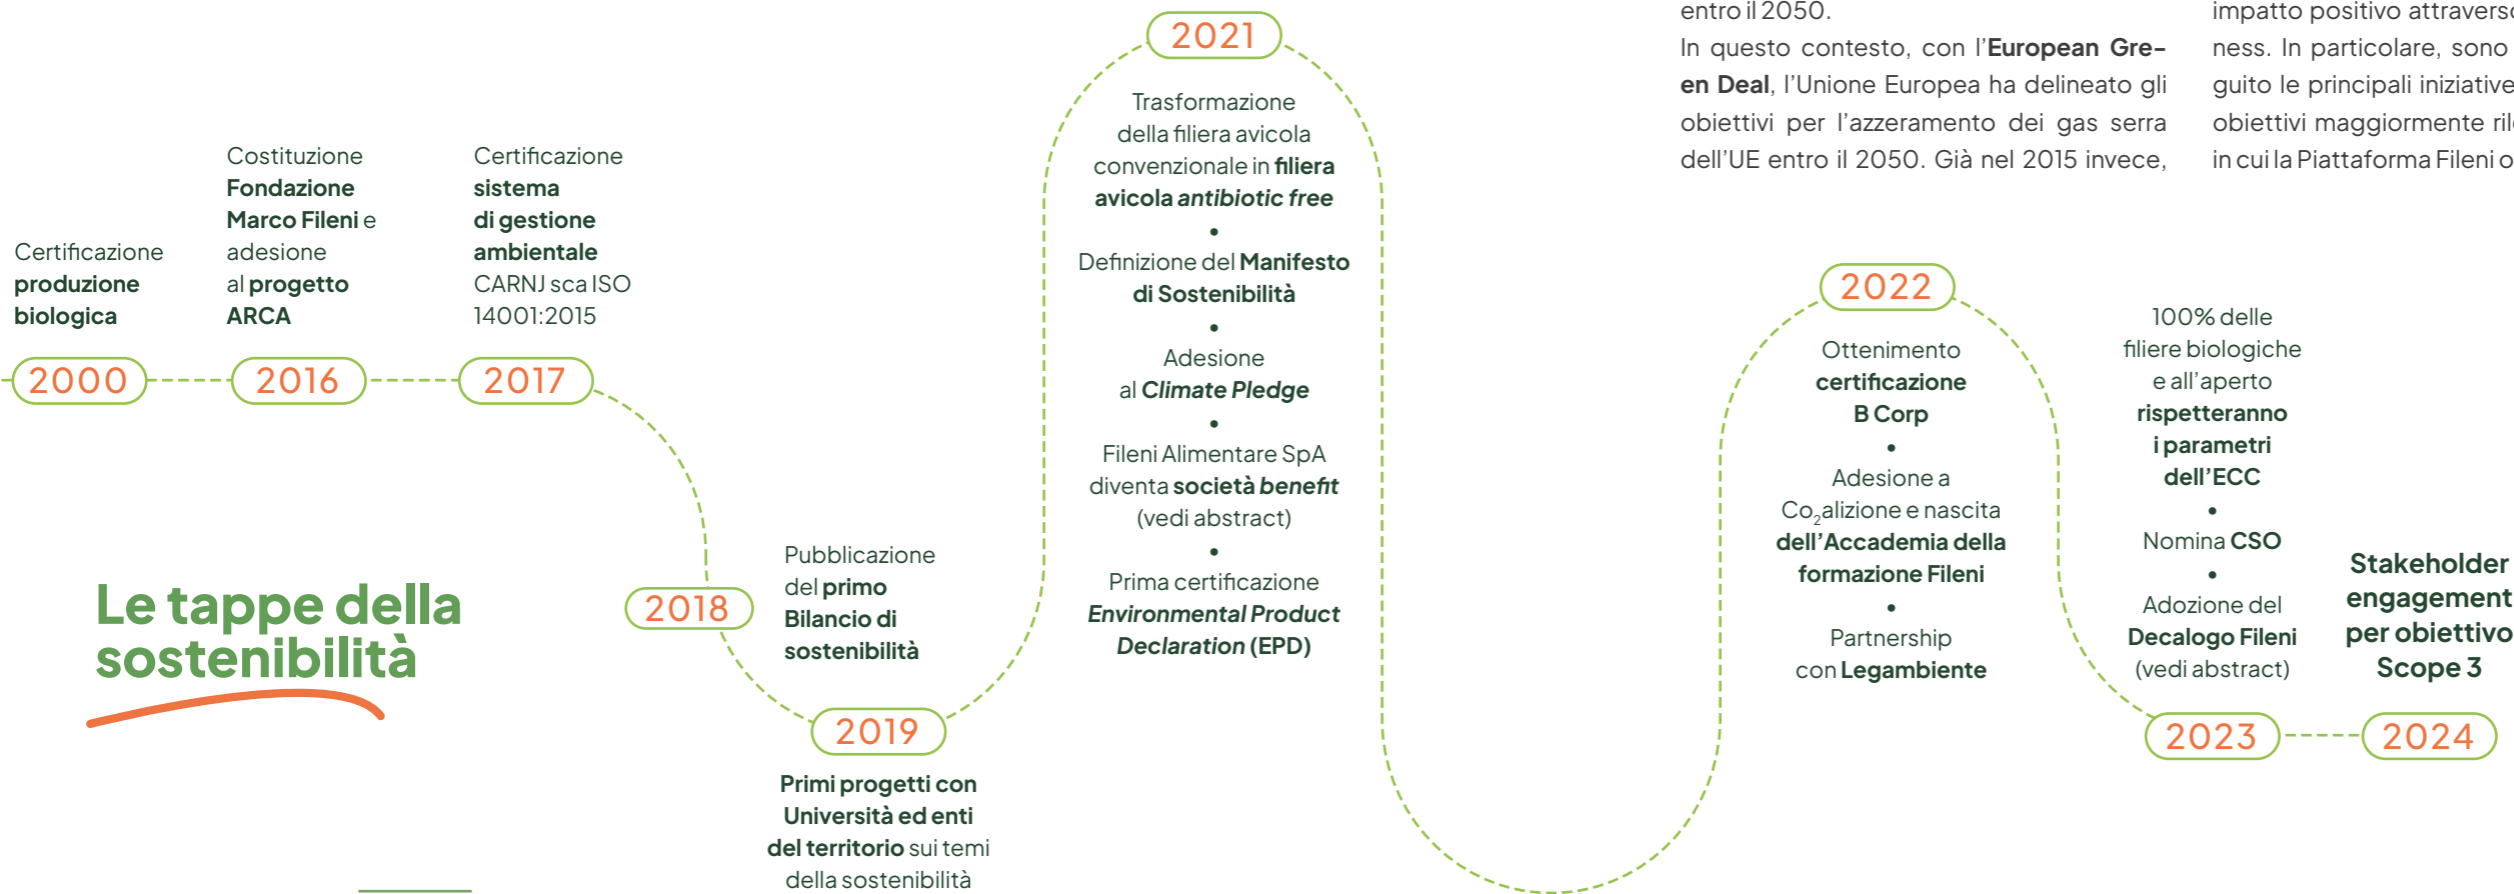 entro il 2050.
In questo contesto, con l'European Gre-
en Deal, l'Unione Europea ha delineato gli
obiettivi per l'azzeramento dei gas serra
dell'UE entro il 2050. Già nel 2015 invece,
impatto positivo attraverso
ness. In particolare, sono
guito le principali iniziative
obiettivi maggiormente
in cui la Piattaforma Fileni
Certificazione
produzione
biologica
2000
Costituzione
Fondazione
Marco Fileni e
adesione
al progetto
ARCA
2016
Certificazione
sistema
di gestione
ambientale
CARNJ sca ISO
14001:2015
2017
Le tappe della
sostenibilità
2018
Pubblicazione
del primo
Bilancio di
sostenibilità
2019
Primi progetti con
Università ed enti
del territorio sui temi
della sostenibilità
2021
Trasformazione
della filiera avicola
convenzionale in filiera
avicola antibiotic free
•
Definizione del Manifesto
di Sostenibilità
•
Adesione
al Climate Pledge
•
Fileni Alimentare SpA
diventa società benefit
(vedi abstract)
•
Prima certificazione
Environmental Product
Declaration (EPD)
2022
Ottenimento
certificazione
B Corp
•
Adesione a
Co₂alizione e nascita
dell'Accademia della
formazione Fileni
•
Partnership
con Legambiente
100% delle
filiere biologiche
e all'aperto
rispetteranno
i parametri
dell'ECC
•
Nomina CSO
•
Adozione del
Decalogo Fileni
(vedi abstract)
2023
Stakeholder
engagement
per obiettivo
Scope 3
2024